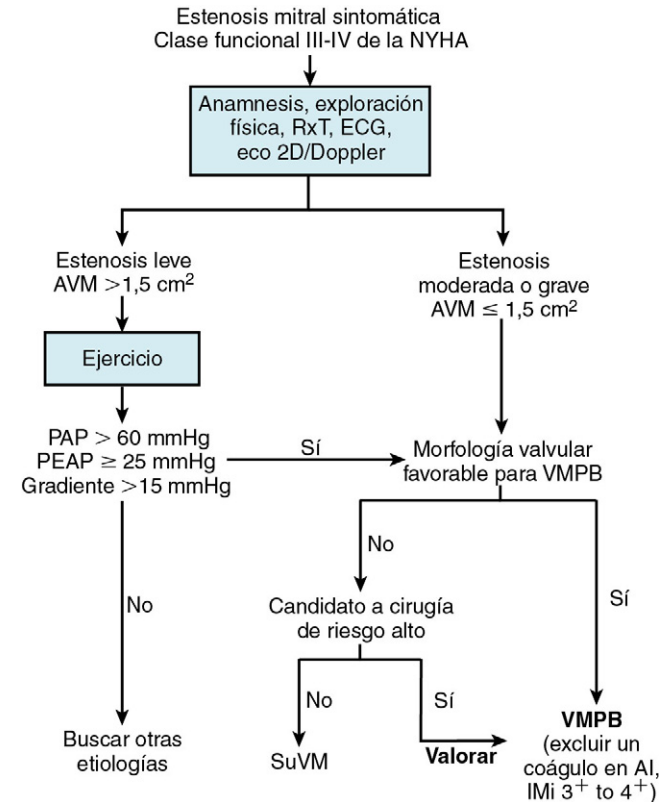 Estenosis mitral sintomática
Clase funcional III-IV de la NYHA
Anamnesis, exploración
física, RxT, ECG,
eco 2D/Doppler
Estenosis leve
AVM >1,5 cm²
Estenosis
moderada o grave
AVM ≤ 1,5 cm²
Ejercicio
PAP > 60 mmHg
PEAP ≥ 25 mmHg
Gradiente >15 mmHg
Sí
Morfología valvular
favorable para VMPB
No
Sí
No
Candidato a cirugía
de riesgo alto
No
Sí
Buscar otras
etiologías
SuVM
Valorar
VMPB
(excluir un
coágulo en AI,
IMi 3⁺ to 4⁺)